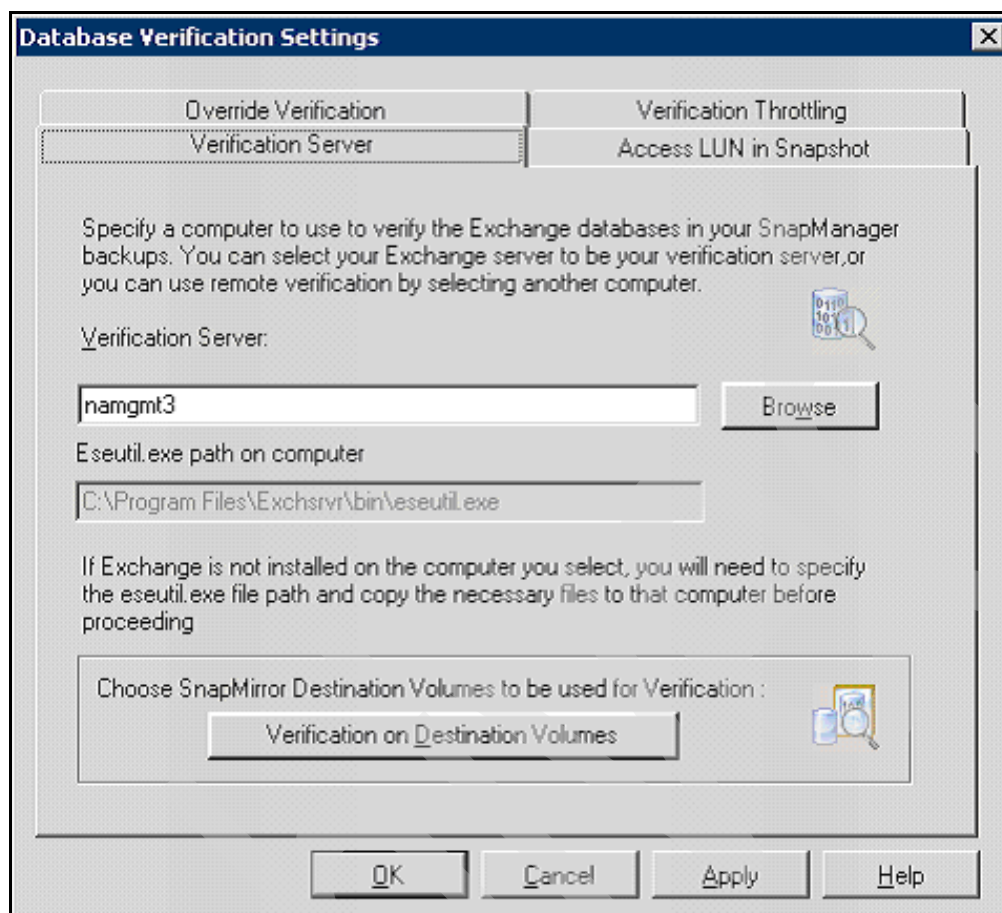 Database Verification Settings
Override Verification
Verification Throttling
Verification Server
Access LUN in Snapshot
Specify a computer to use to verify the Exchange databases in your SnapManager
backups. You can select your Exchange server to be your verification server,or
you can use remote verification by selecting another computer.
Verification Server:
namgmt3
Browse
Eseutil.exe path on computer
C:\Program Files\Exchsrvr\bin\eseutil.exe
If Exchange is not installed on the computer you select, you will need to specify
the eseutil.exe file path and copy the necessary files to that computer before
proceeding
Choose SnapMirror Destination Volumes to be used for Verification :
Verification on Destination Volumes
OK
Cancel
Apply
Help